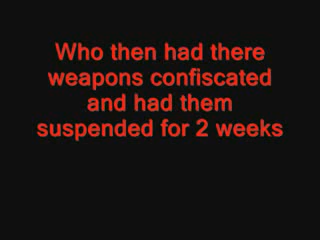 Who then had there
weapons confiscated
and had them
suspended for 2 weeks